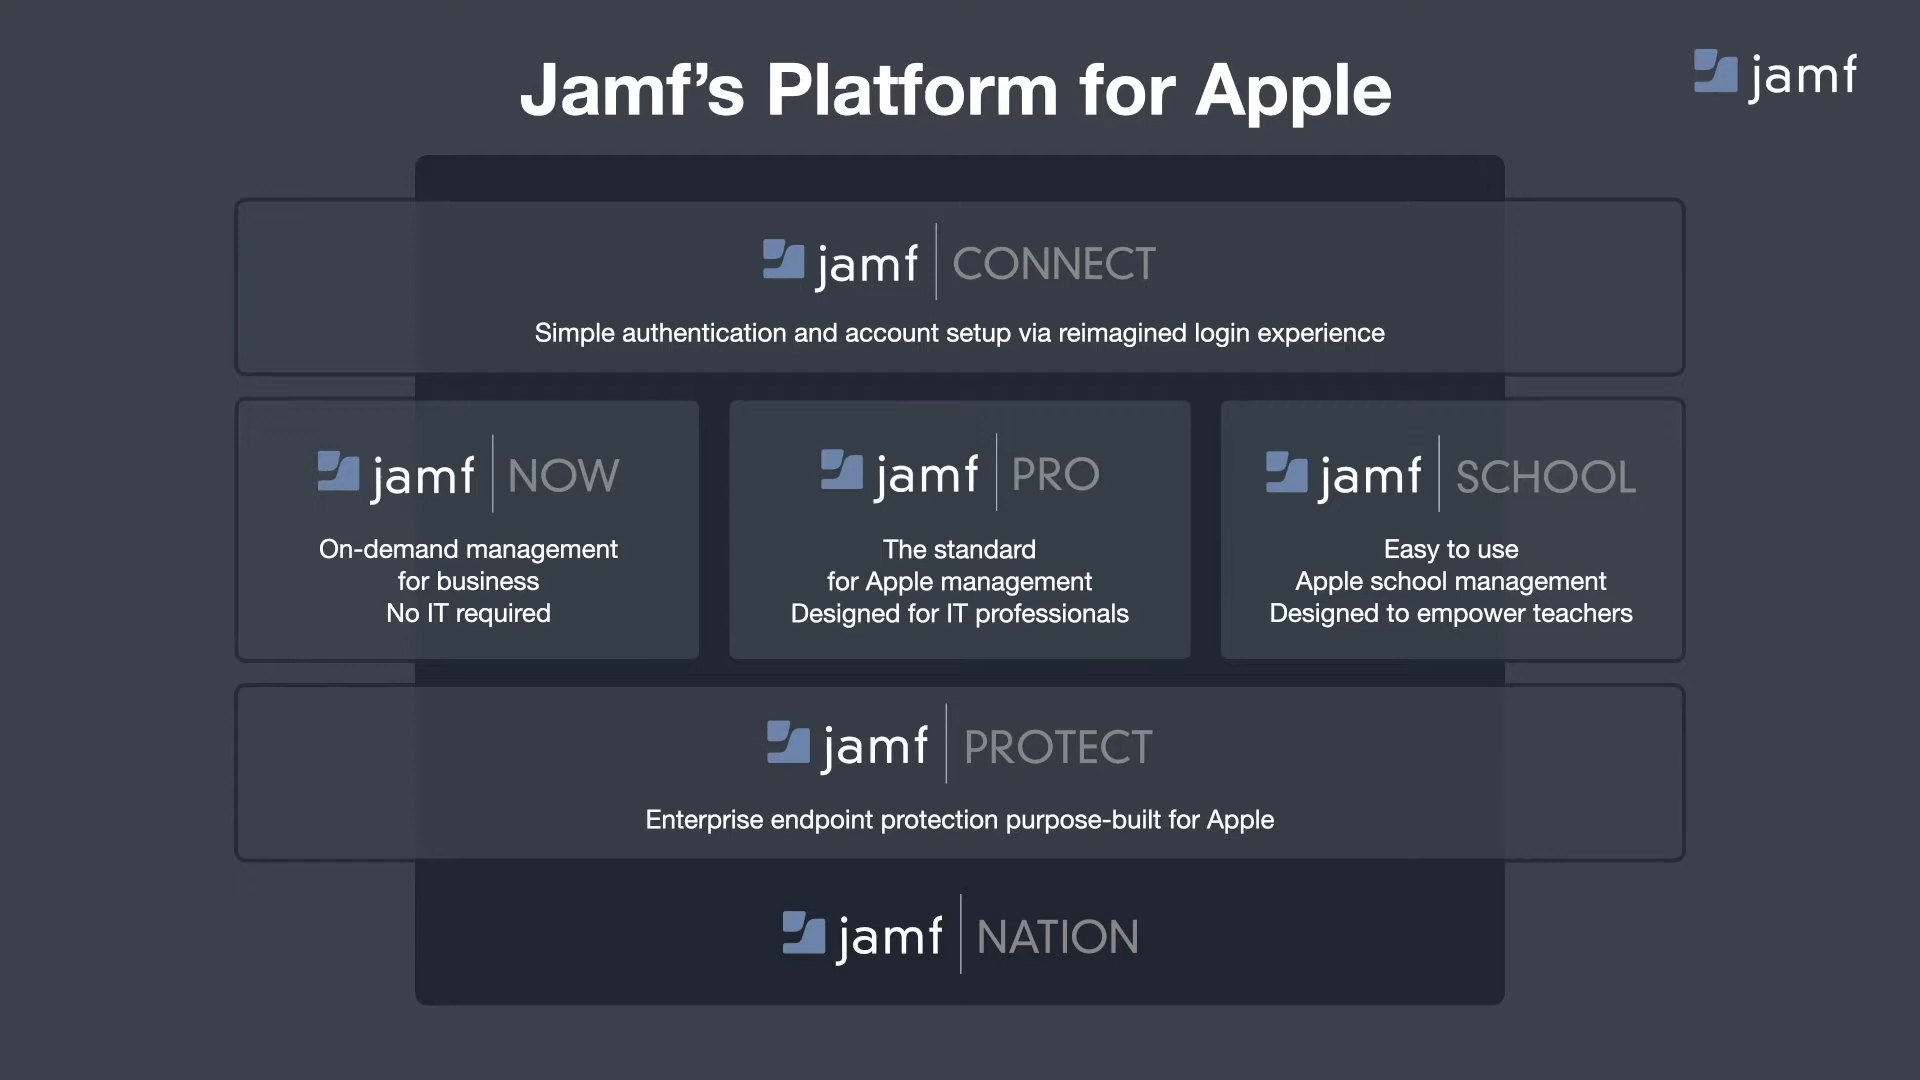 Jamf’s Platform for Apple
jamf
jamf CONNECT
Simple authentication and account setup via reimagined login experience
jamf NOW
On-demand management
for business
No IT required
jamf PRO
The standard
for Apple management
Designed for IT professionals
jamf SCHOOL
Easy to use
Apple school management
Designed to empower teachers
jamf PROTECT
Enterprise endpoint protection purpose-built for Apple
jamf NATION